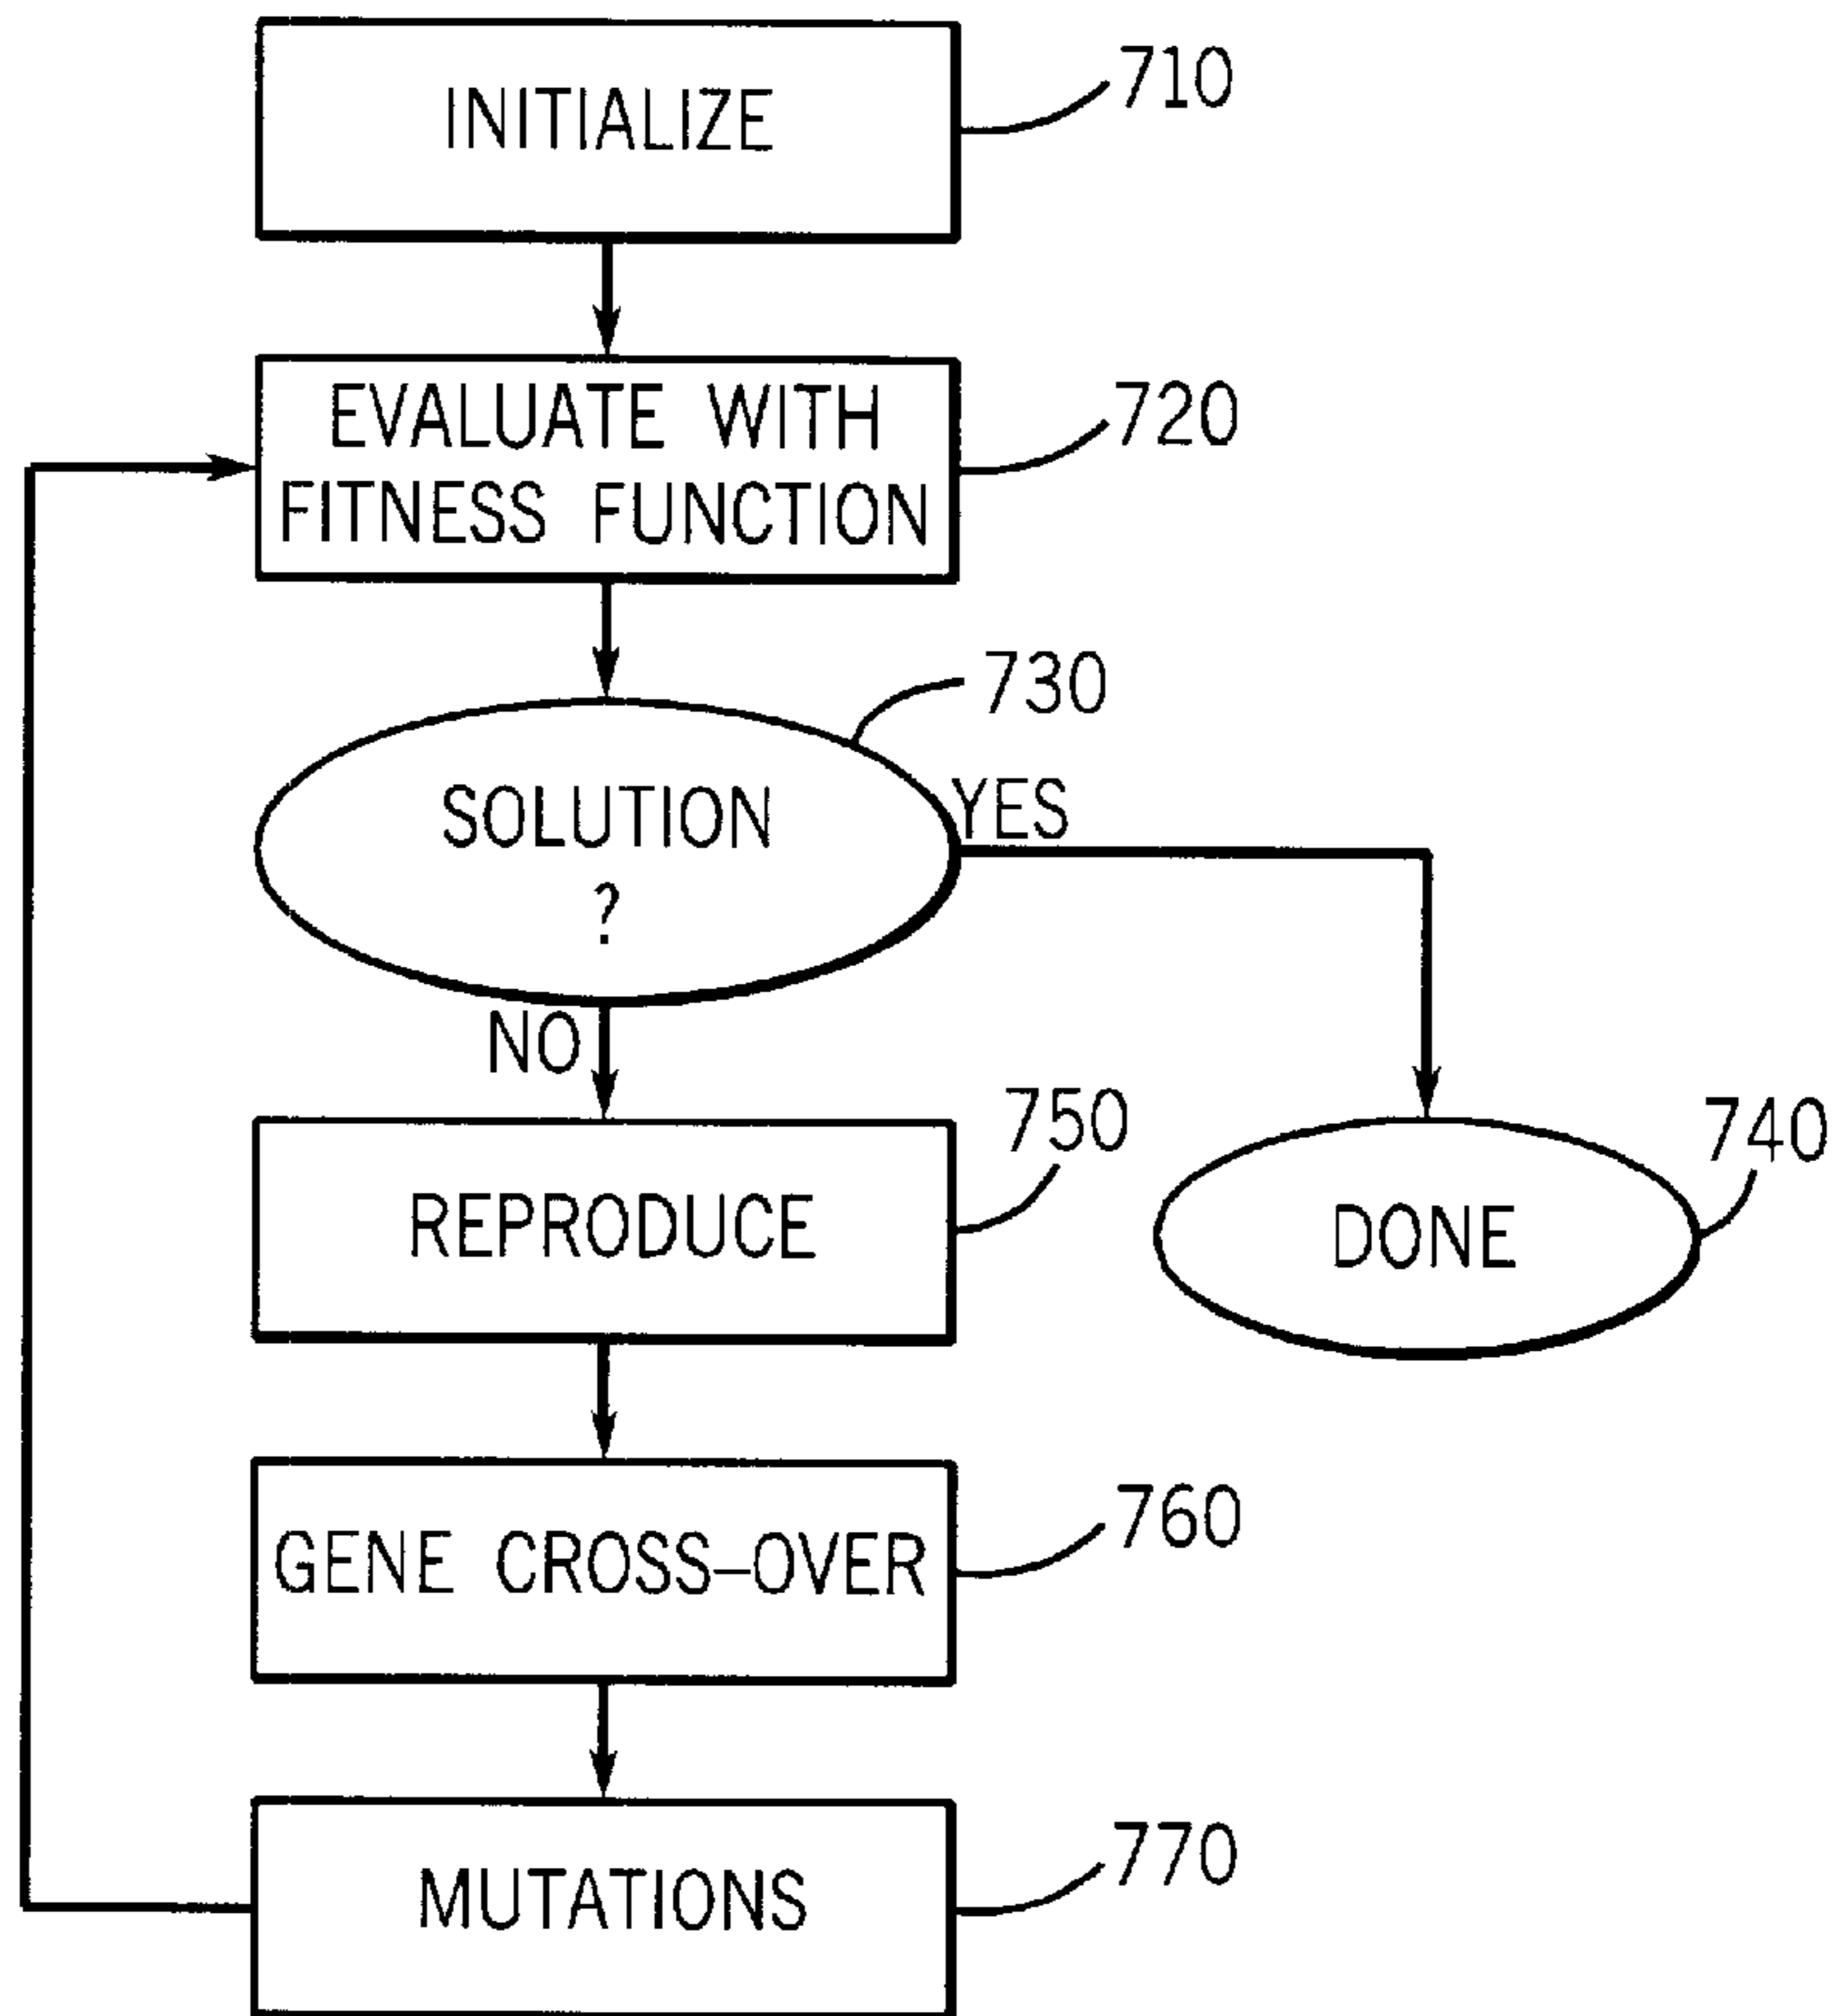 INITIALIZE
710
EVALUATE WITH
FITNESS FUNCTION
720
730
SOLUTION
?
YES
NO
750
REPRODUCE
740
DONE
GENE CROSS-OVER
760
MUTATIONS
770